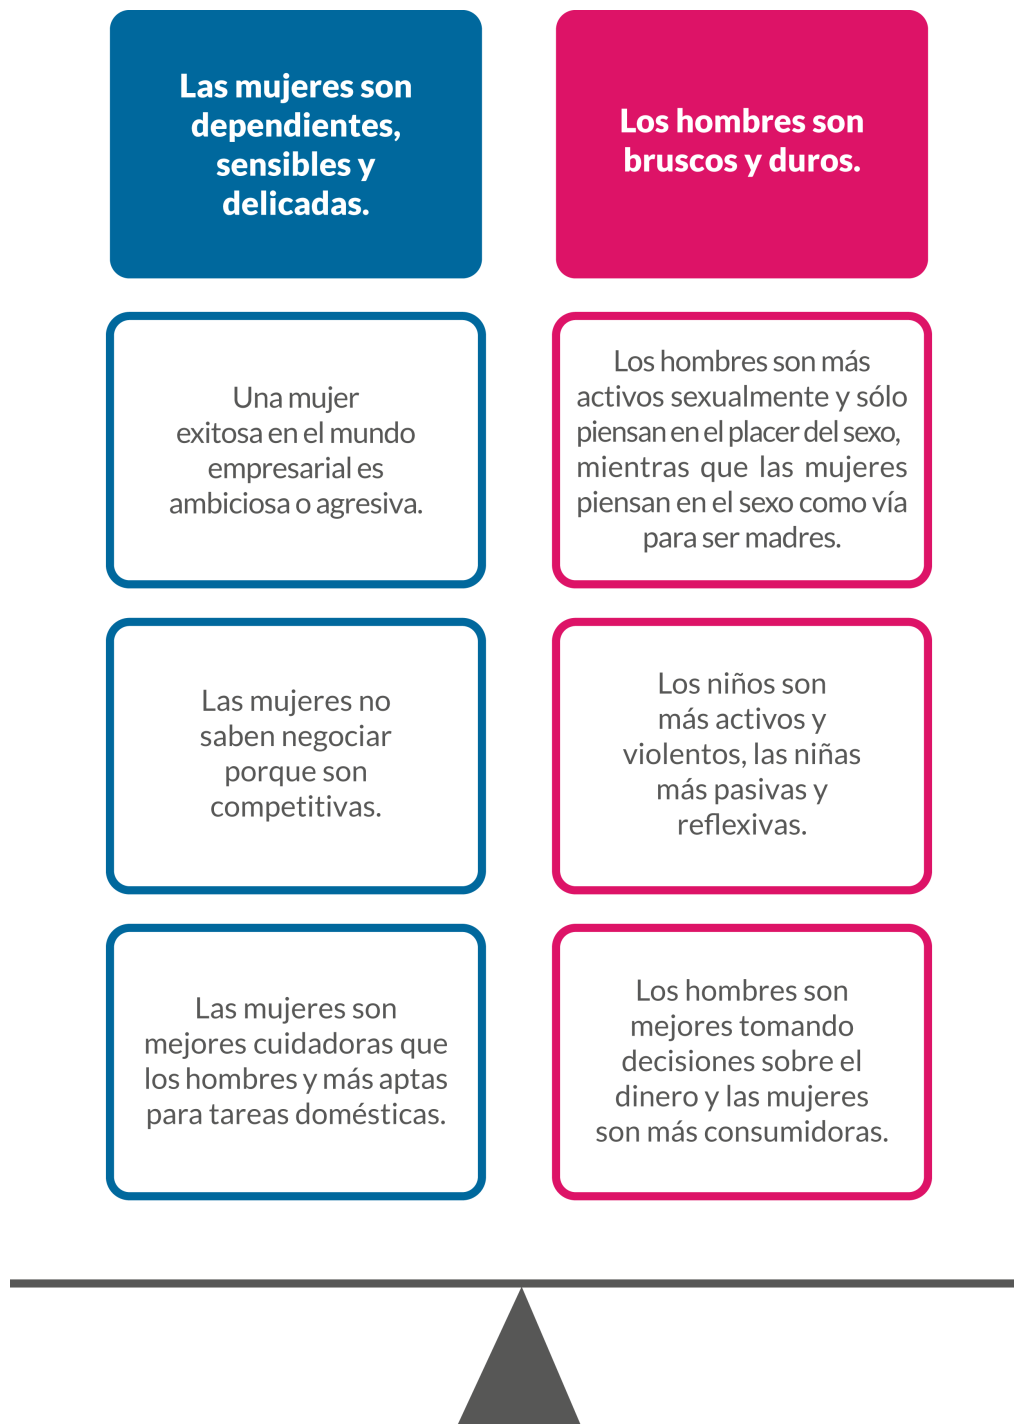 Las mujeres son
dependientes,
sensibles y
delicadas.
Los hombres son
bruscos y duros.
Una mujer
exitosa en el mundo
empresarial es
ambiciosa o agresiva.
Los hombres son más
activos sexualmente y sólo
piensan en el placer del sexo,
mientras que las mujeres
piensan en el sexo como vía
para ser madres.
Las mujeres no
saben negociar
porque son
competitivas.
Los niños son
más activos y
violentos, las niñas
más pasivas y
reflexivas.
Las mujeres son
mejores cuidadoras que
los hombres y más aptas
para tareas domésticas.
Los hombres son
mejores tomando
decisiones sobre el
dinero y las mujeres
son más consumidoras.